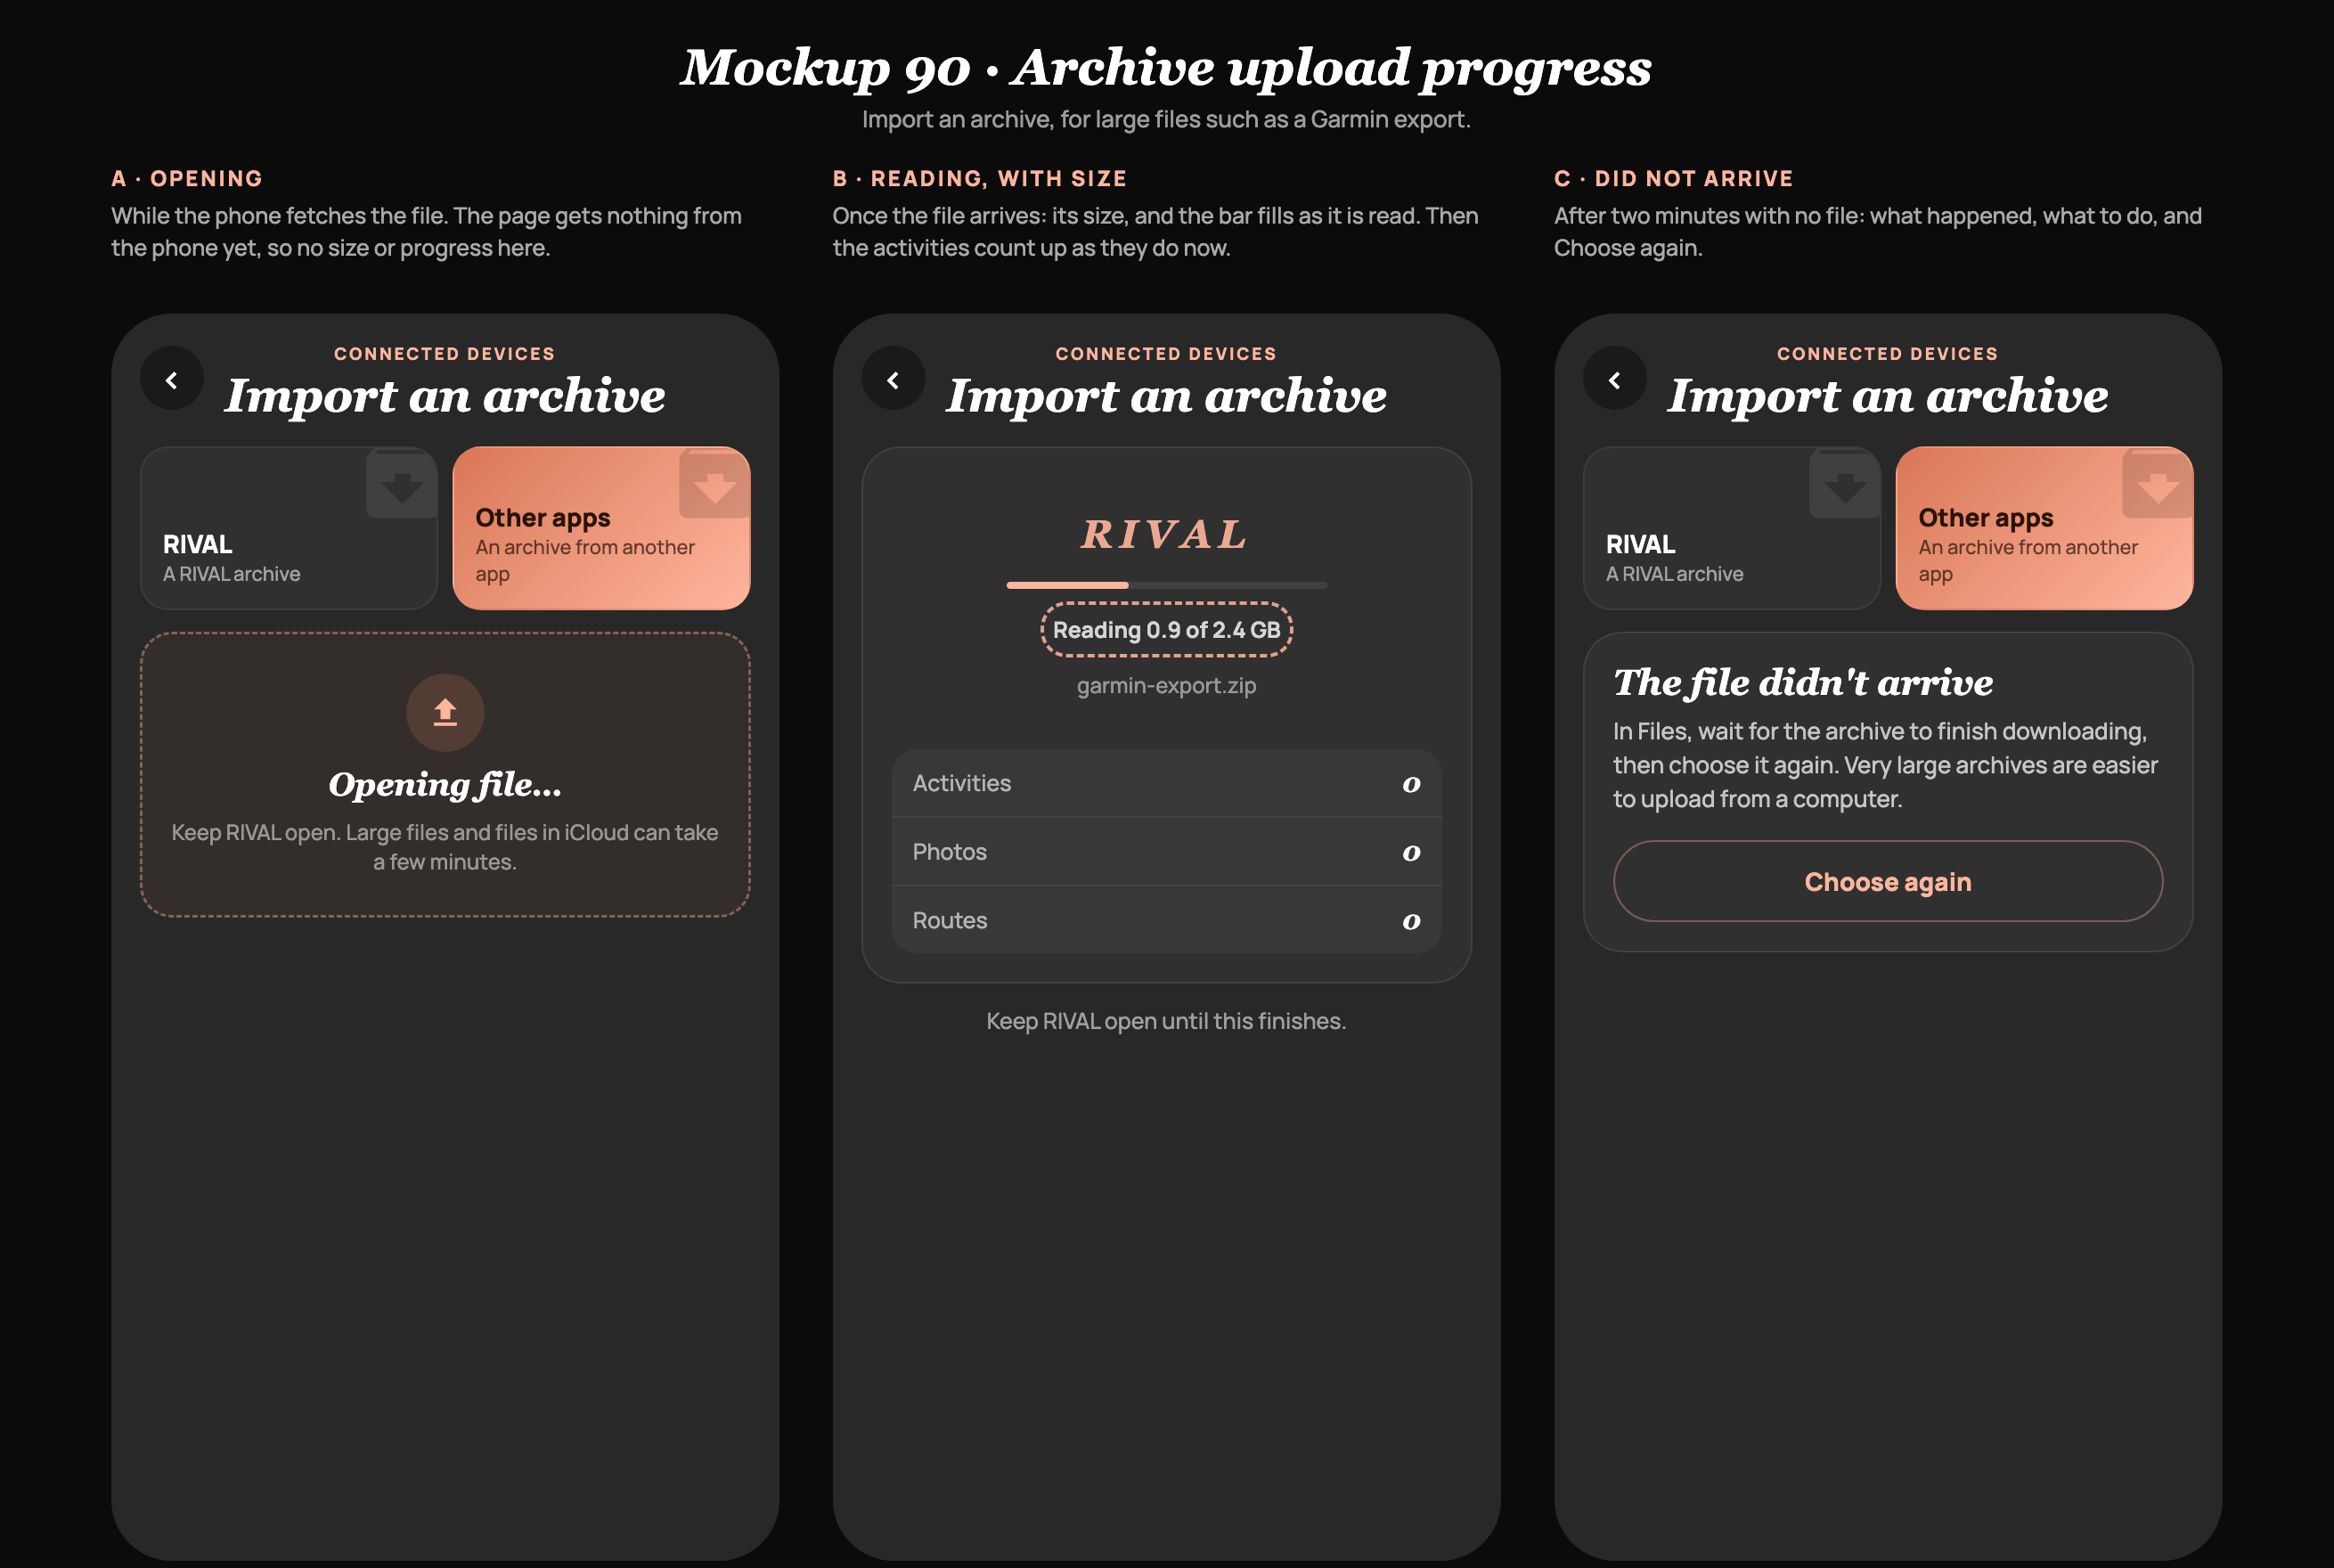 Mockup 90 · Archive upload progress
Import an archive, for large files such as a Garmin export.
A · OPENING
While the phone fetches the file. The page gets nothing from
the phone yet, so no size or progress here.
B · READING, WITH SIZE
Once the file arrives: its size, and the bar fills as it is read. Then
the activities count up as they do now.
C · DID NOT ARRIVE
After two minutes with no file: what happened, what to do, and
Choose again.
CONNECTED DEVICES
Import an archive
RIVAL
A RIVAL archive
Other apps
An archive from another
app
Opening file...
Keep RIVAL open. Large files and files in iCloud can take
a few minutes.
CONNECTED DEVICES
Import an archive
RIVAL
Reading 0.9 of 2.4 GB
garmin-export.zip
Activities 0
Photos 0
Routes 0
Keep RIVAL open until this finishes.
CONNECTED DEVICES
Import an archive
RIVAL
A RIVAL archive
Other apps
An archive from another
app
The file didn't arrive
In Files, wait for the archive to finish downloading,
then choose it again. Very large archives are easier
to upload from a computer.
Choose again